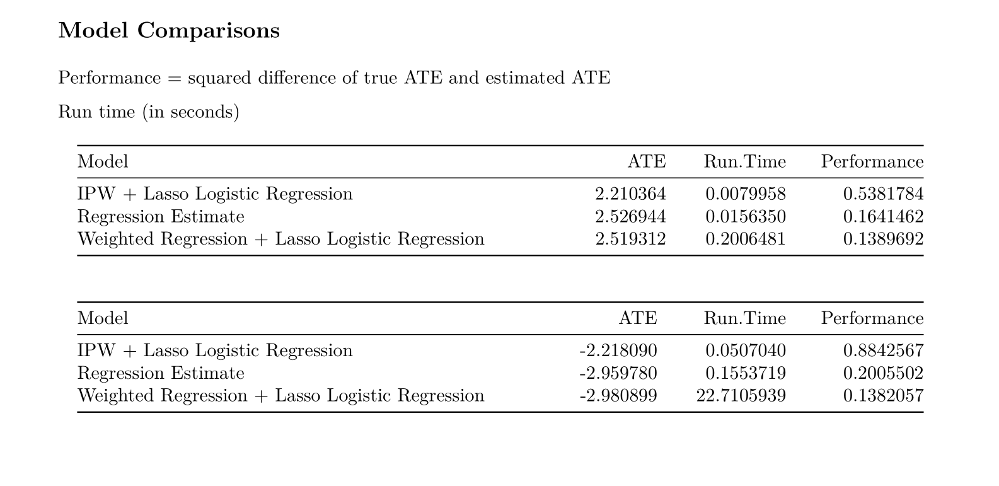 Model Comparisons
Performance = squared difference of true ATE and estimated ATE
Run time (in seconds)
Model ATE Run.Time Performance
IPW + Lasso Logistic Regression 2.210364 0.0079958 0.5381784
Regression Estimate 2.526944 0.0156350 0.1641462
Weighted Regression + Lasso Logistic Regression 2.519312 0.2006481 0.1389692
Model ATE Run.Time Performance
IPW + Lasso Logistic Regression -2.218090 0.0507040 0.8842567
Regression Estimate -2.959780 0.1553719 0.2005502
Weighted Regression + Lasso Logistic Regression -2.980899 22.7105939 0.1382057